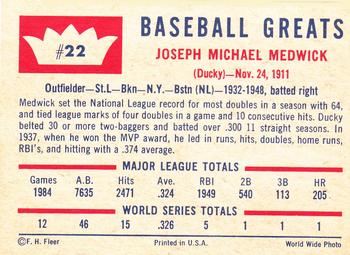 #22
BASEBALL GREATS
JOSEPH MICHAEL MEDWICK
(Ducky)—Nov. 24, 1911
Outfielder—St.L—Bkn—N.Y.—Bstn (NL)—1932-1948, batted right
Medwick set the National League record for most doubles in a season with 64,
and tied league marks of four doubles in a game and 10 consecutive hits. Ducky
belted 30 or more two-baggers and batted over .300 11 straight seasons. In
1937, when he won the MVP award, he led in runs, hits, doubles, home runs,
RBI's, and hitting with a .374 average.
MAJOR LEAGUE TOTALS
Games A.B. Hits Ave. RBI 2B 3B HR
1984 7635 2471 .324 1949 540 113 205
WORLD SERIES TOTALS
12 46 15 .326 5 1 0 1
©F. H. Fleer Printed in U.S.A. World Wide Photo